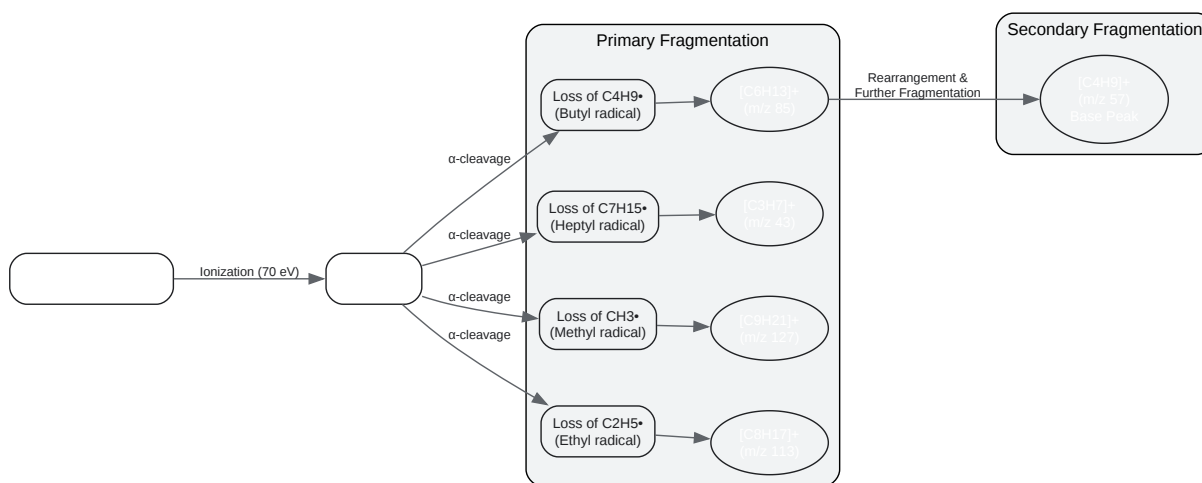 Primary Fragmentation
Secondary Fragmentation
Loss of C4H9•
(Butyl radical)
[C6H13]+
(m/z 85)
Rearrangement &
Further Fragmentation
[C4H9]+
(m/z 57)
Base Peak
α-cleavage
Loss of C7H15•
(Heptyl radical)
[C3H7]+
(m/z 43)
α-cleavage
Ionization (70 eV)
α-cleavage
Loss of CH3•
(Methyl radical)
[C9H21]+
(m/z 127)
α-cleavage
Loss of C2H5•
(Ethyl radical)
[C8H17]+
(m/z 113)